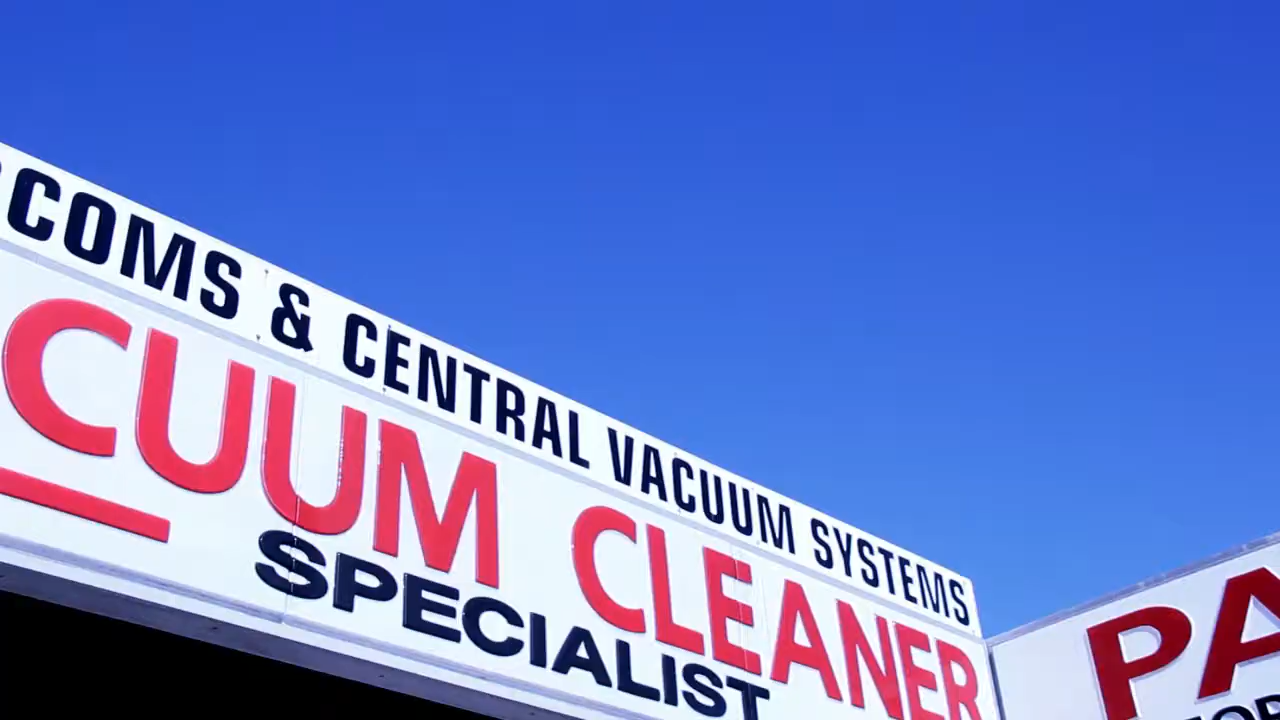 COMS & CENTRAL VACUUM SYSTEMS
CUUM CLEANER
SPECIALIST
PA